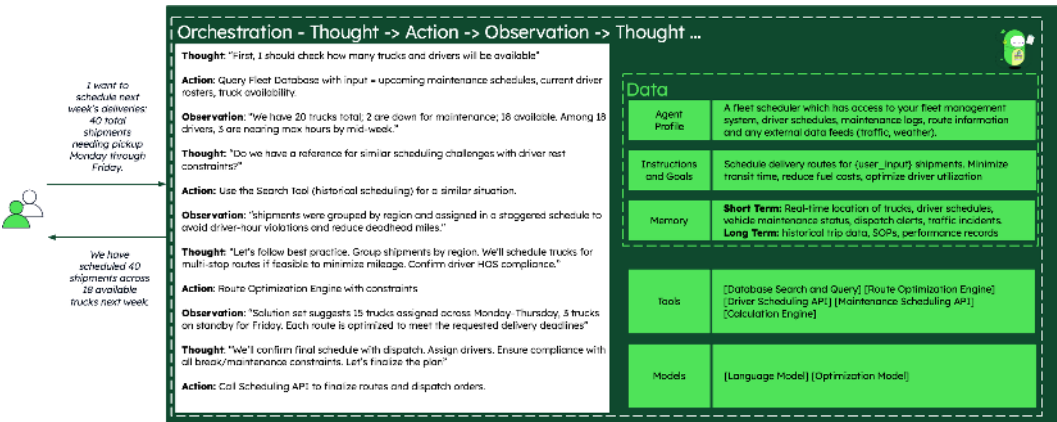 Orchestration - Thought -> Action -> Observation -> Thought ...
I want to
schedule next
week's deliveries:
40 total
shipments
needing pickup
Monday through
Friday.
We have
scheduled 40
shipments across
18 available
trucks next week.
Thought: "First, I should check how many trucks and drivers will be available"
Action: Query Fleet Database with input = upcoming maintenance schedules, current driver
rosters, truck availability.
Observation: "We have 20 trucks total; 2 are down for maintenance; 18 available. Among 18
drivers, 3 are nearing max hours by mid-week."
Thought: "Do we have a reference for similar scheduling challenges with driver rest
constraints?"
Action: Use the Search Tool (historical scheduling) for a similar situation.
Observation: "shipments were grouped by region and assigned in a staggered schedule to
avoid driver-hour violations and reduce deadhead miles."
Thought: "Let's follow best practice. Group shipments by region. We'll schedule trucks for
multi-stop routes if feasible to minimize mileage. Confirm driver HOS compliance."
Action: Route Optimization Engine with constraints
Observation: "Solution set suggests 15 trucks assigned across Monday-Thursday, 3 trucks
on standby for Friday. Each route is optimized to meet the requested delivery deadlines"
Thought: "We'll confirm final schedule with dispatch. Assign drivers. Ensure compliance with
all break/maintenance constraints. Let's finalize the plan"
Action: Call Scheduling API to finalize routes and dispatch orders.
Data
Agent
Profile
A fleet scheduler which has access to your fleet management
system, driver schedules, maintenance logs, route information
and any external data feeds (traffic, weather).
Instructions
and Goals
Schedule delivery routes for {user_input} shipments. Minimize
transit time, reduce fuel costs, optimize driver utilization
Memory
Short Term: Real-time location of trucks, driver schedules,
vehicle maintenance status, dispatch alerts, traffic incidents.
Long Term: historical trip data, SOPs, performance records
Tools
[Database Search and Query] [Route Optimization Engine]
[Driver Scheduling API] [Maintenance Scheduling API]
[Calculation Engine]
Models
[Language Model] [Optimization Model]